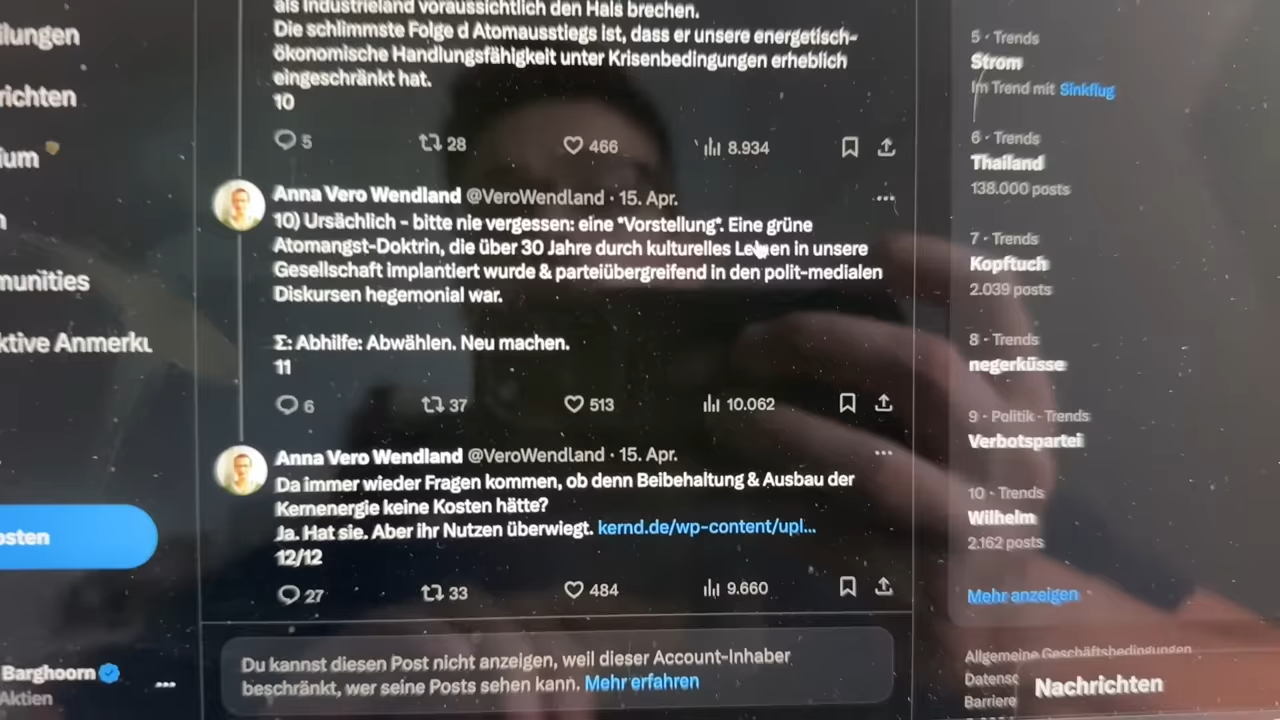 als Industrieland voraussichtlich den Hals brechen.
Die schlimmste Folge d Atomausstiegs ist, dass er unsere energetisch-
ökonomische Handlungsfähigkeit unter Krisenbedingungen erheblich
eingeschränkt hat.
10
5 28 466 8.934
Anna Vero Wendland @VeroWendland · 15. Apr.
10) Ursächlich - bitte nie vergessen: eine *Vorstellung*. Eine grüne
Atomangst-Doktrin, die über 30 Jahre durch kulturelles in unsere
Gesellschaft implantiert wurde & parteiübergreifend in den polit-medialen
Diskursen hegemonial war.
Σ: Abhilfe: Abwählen. Neu machen.
11
6 37 513 10.062
Anna Vero Wendland @VeroWendland · 15. Apr.
Da immer wieder Fragen kommen, ob denn Beibehaltung & Ausbau der
Kernenergie keine Kosten hätte?
Ja. Hat sie. Aber ihr Nutzen überwiegt. kernd.de/wp-content/upl...
12/12
27 33 484 9.660
Du kannst diesen Post nicht anzeigen, weil dieser Account-Inhaber
beschränkt, wer seine Posts sehen kann. Mehr erfahren
ilungen
richten
ium
n
munities
ktive Anmerku
osten
Barghoorn
Aktien
5 · Trends
Strom
Im Trend mit Sinkflug
6 · Trends
Thailand
138.000 posts
7 · Trends
Kopftuch
2.039 posts
8 · Trends
negerküsse
9 · Politik · Trends
Verbotspartei
10 · Trends
Wilhelm
2.162 posts
Mehr anzeigen
Allgemeine Geschäftsbedingungen
Datensc
Barriere
Nachrichten